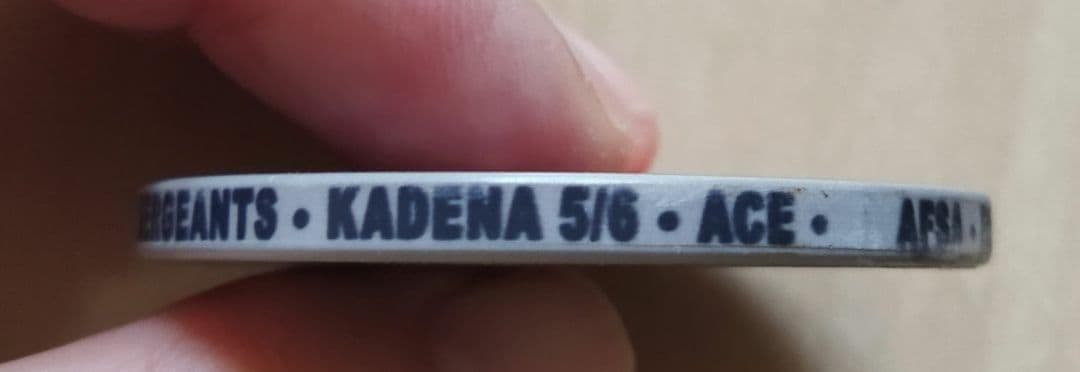 ERGEANTS • KADENA 5/6 • ACE • AFSA •